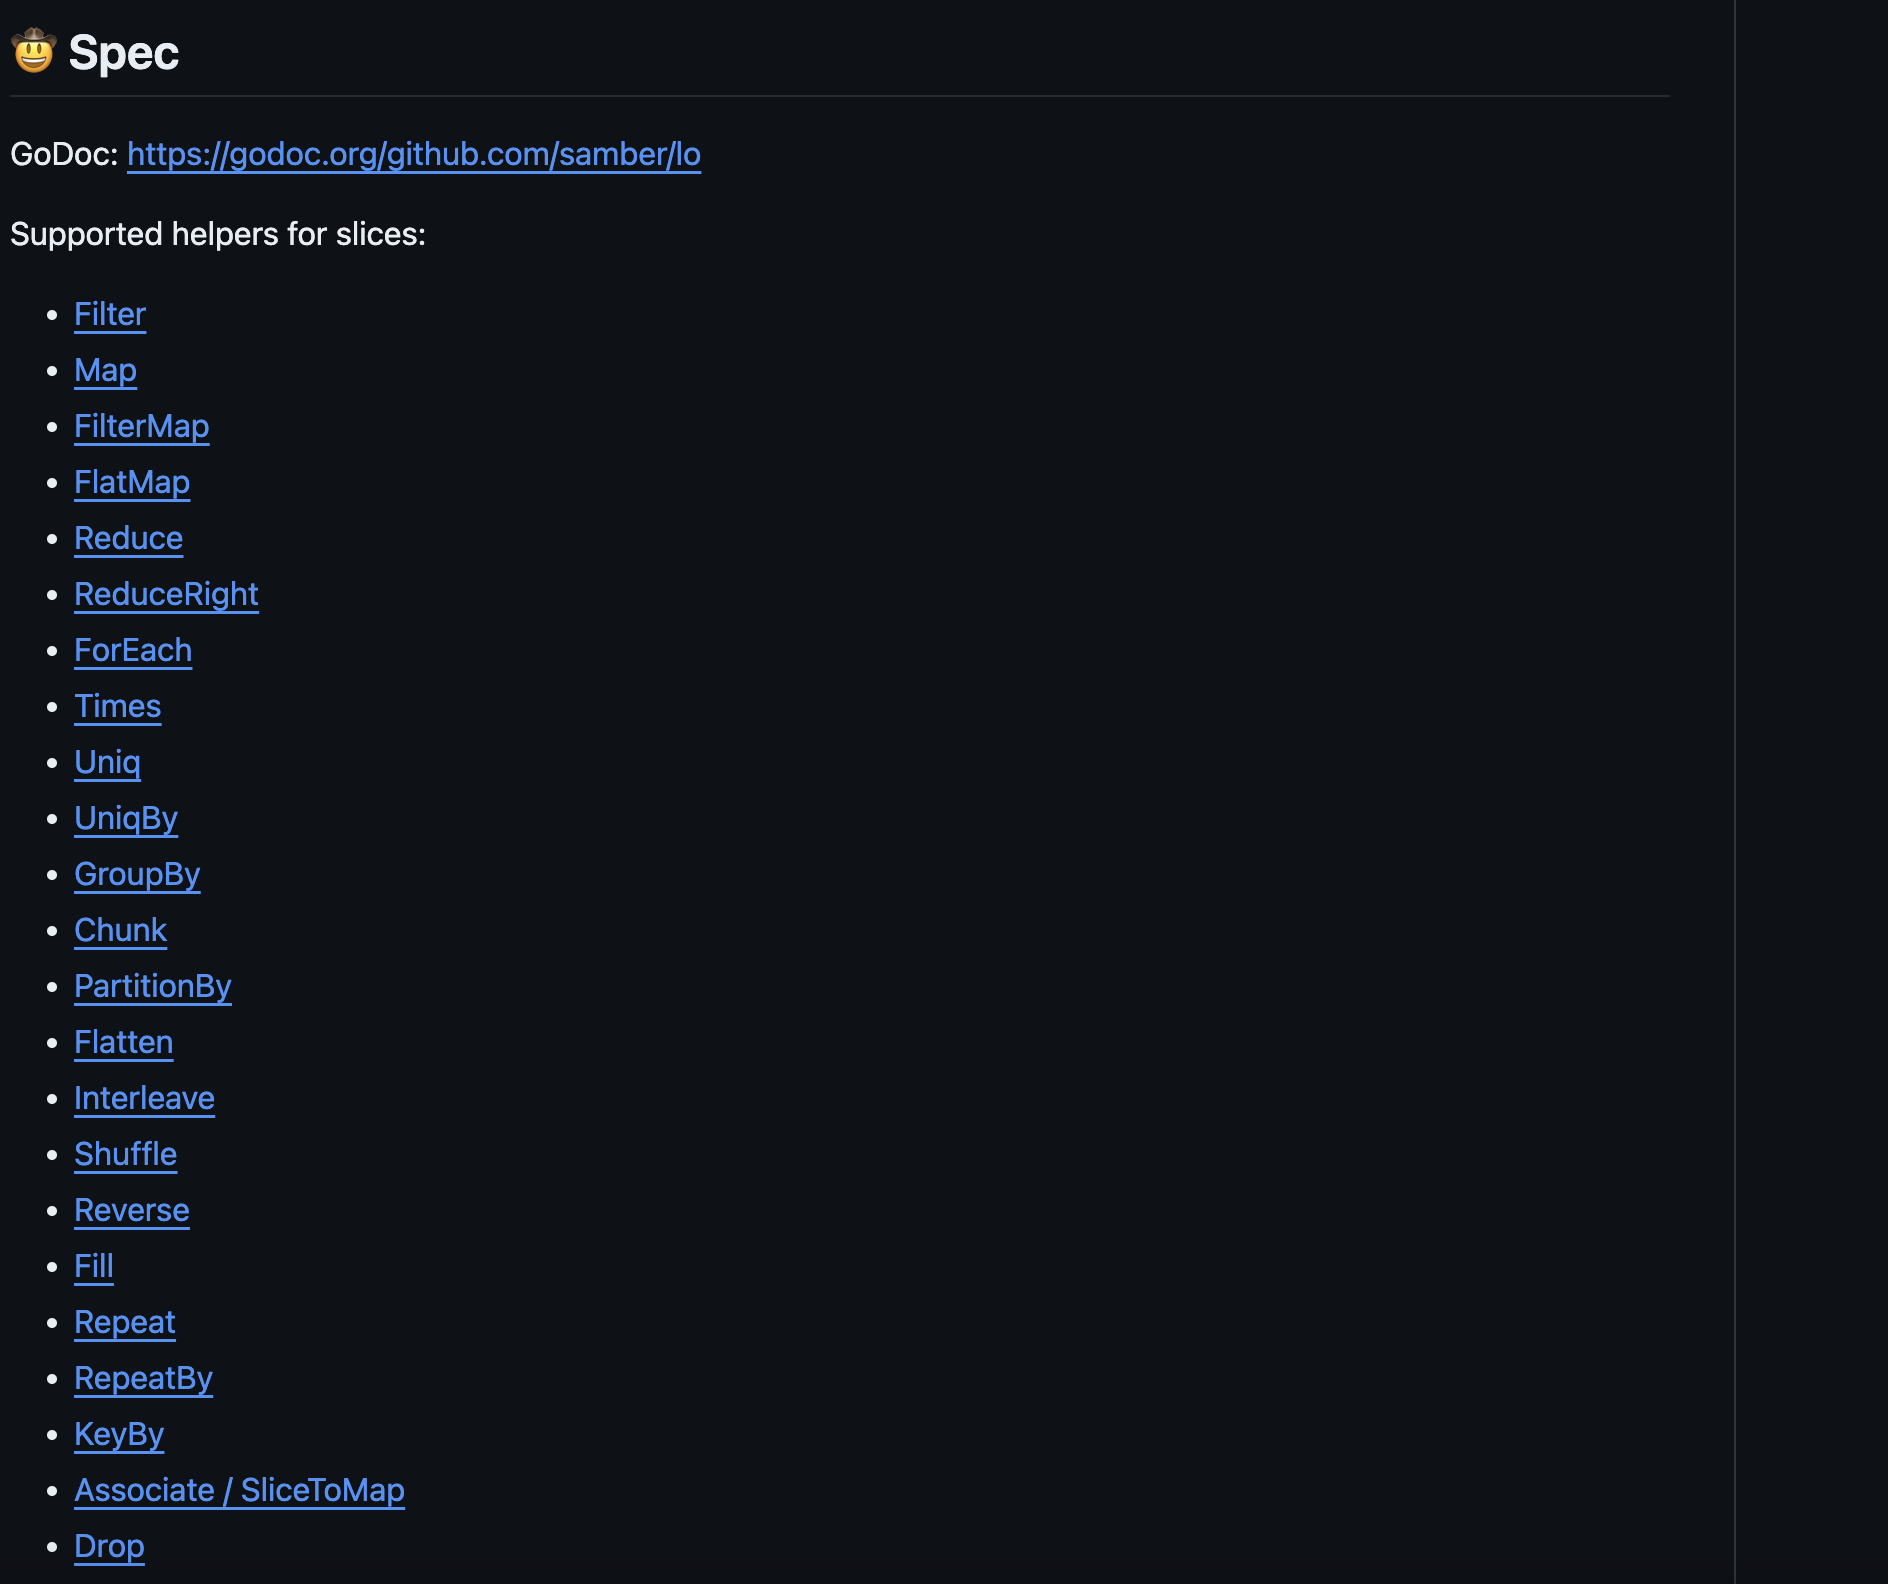 🤠 Spec
GoDoc: https://godoc.org/github.com/samber/lo
Supported helpers for slices:
• Filter
• Map
• FilterMap
• FlatMap
• Reduce
• ReduceRight
• ForEach
• Times
• Uniq
• UniqBy
• GroupBy
• Chunk
• PartitionBy
• Flatten
• Interleave
• Shuffle
• Reverse
• Fill
• Repeat
• RepeatBy
• KeyBy
• Associate / SliceToMap
• Drop